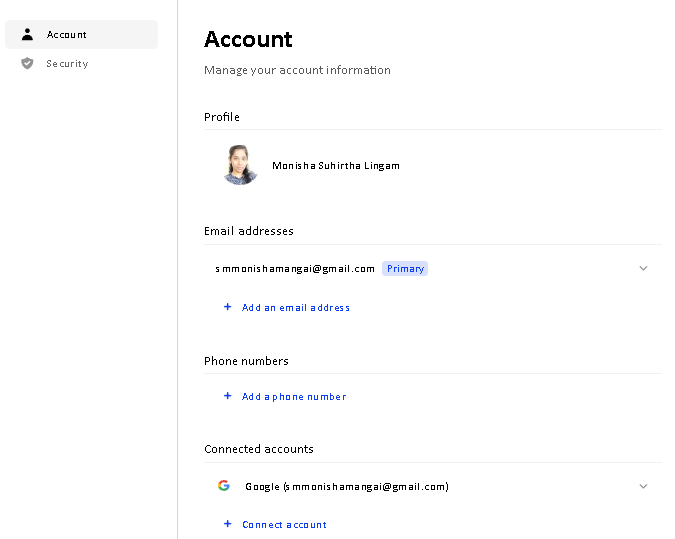 Account
Security
Account
Manage your account information
Profile
Monisha Suhirtha Lingam
Email addresses
smmonishamangai@gmail.com Primary
+ Add an email address
Phone numbers
+ Add a phone number
Connected accounts
Google (smmonishamangai@gmail.com)
+ Connect account